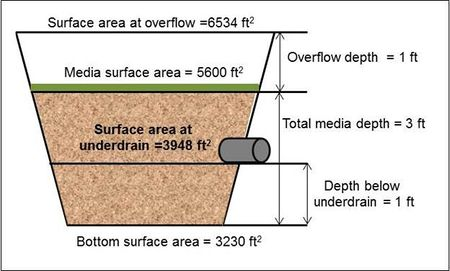 Surface area at overflow =6534 ft²
Overflow depth = 1 ft
Media surface area = 5600 ft²
Surface area at
underdrain =3948 ft²
Total media depth = 3 ft
Depth below
underdrain = 1 ft
Bottom surface area = 3230 ft²